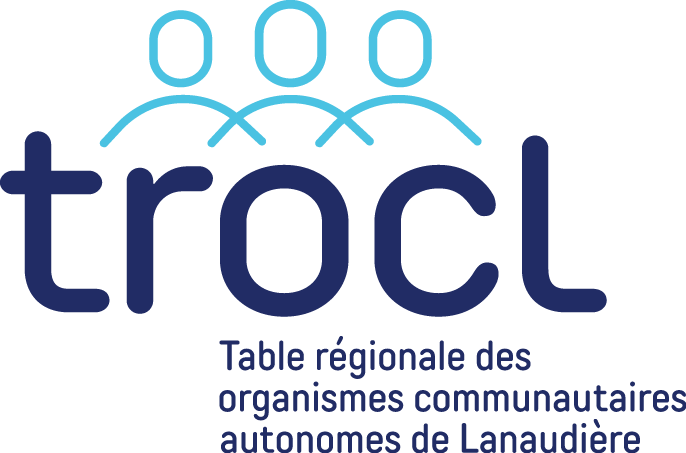 trocl
Table régionale des
organismes communautaires
autonomes de Lanaudière